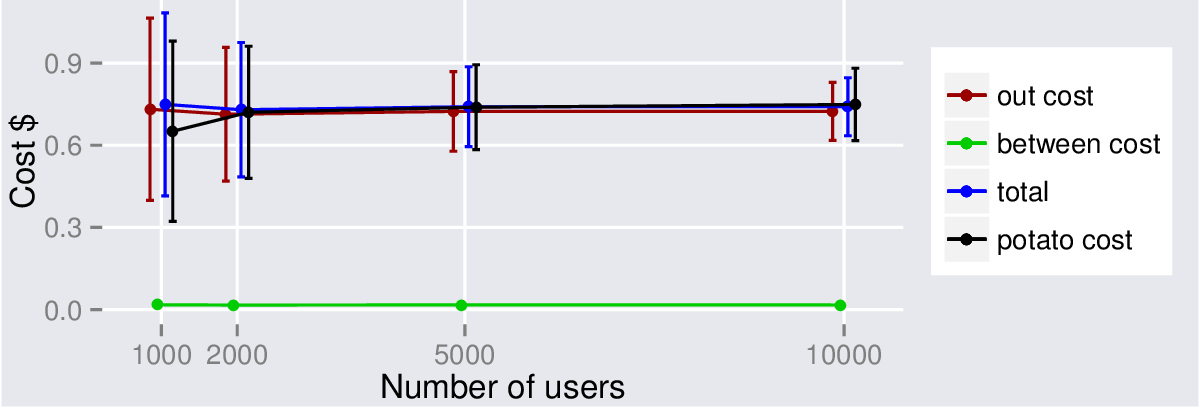 Cost $
0.9
0.6
0.3
0.0
1000 2000 5000 10000
Number of users
out cost
between cost
total
potato cost